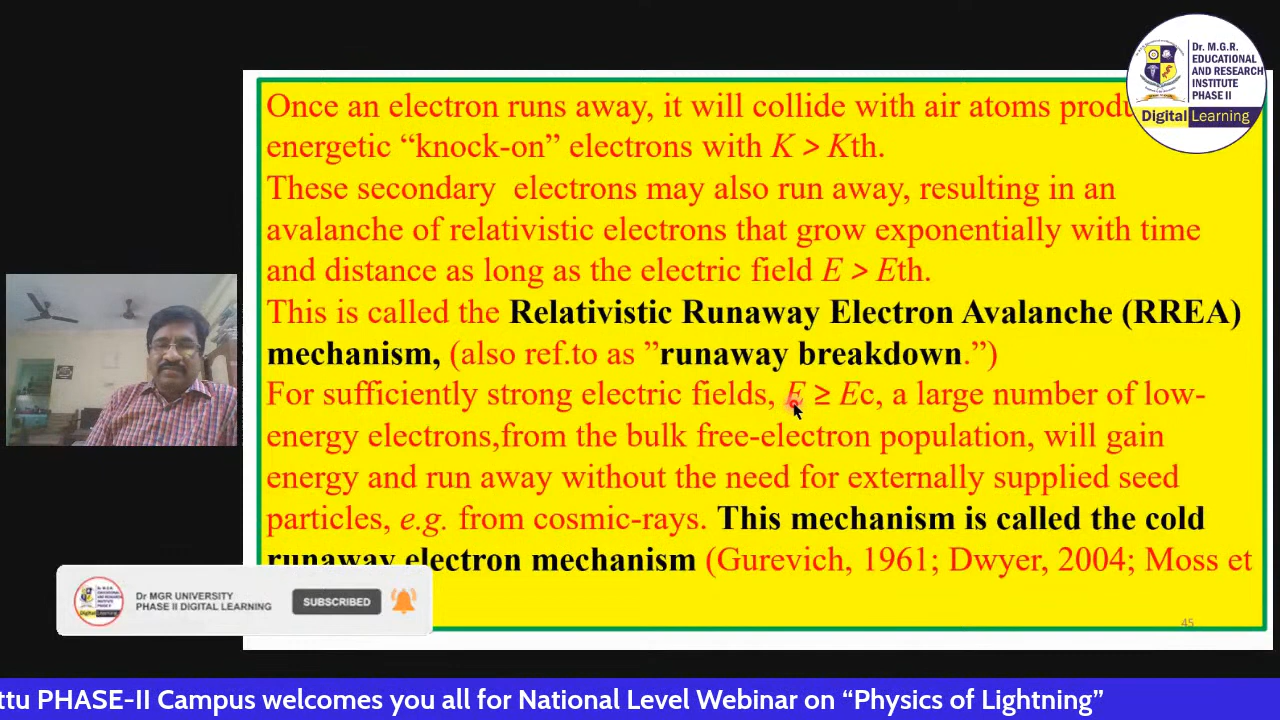 Once an electron runs away, it will collide with air atoms
energetic “knock-on” electrons with K > Kth.
These secondary electrons may also run away, resulting in an
avalanche of relativistic electrons that grow exponentially with time
and distance as long as the electric field E > Eth.
This is called the Relativistic Runaway Electron Avalanche (RREA)
mechanism, (also ref.to as ”runaway breakdown.”)
For sufficiently strong electric fields, E ≥ Ec, a large number of low-
energy electrons,from the bulk free-electron population, will gain
energy and run away without the need for externally supplied seed
particles, e.g. from cosmic-rays. This mechanism is called the cold
runaway electron mechanism (Gurevich, 1961; Dwyer, 2004; Moss et
45
Dr. M.G.R.
EDUCATIONAL
AND RESEARCH
INSTITUTE
PHASE II
Digital Learning
Dr MGR UNIVERSITY
PHASE II DIGITAL LEARNING
SUBSCRIBED
ttu PHASE-II Campus welcomes you all for National Level Webinar on “Physics of Lightning”